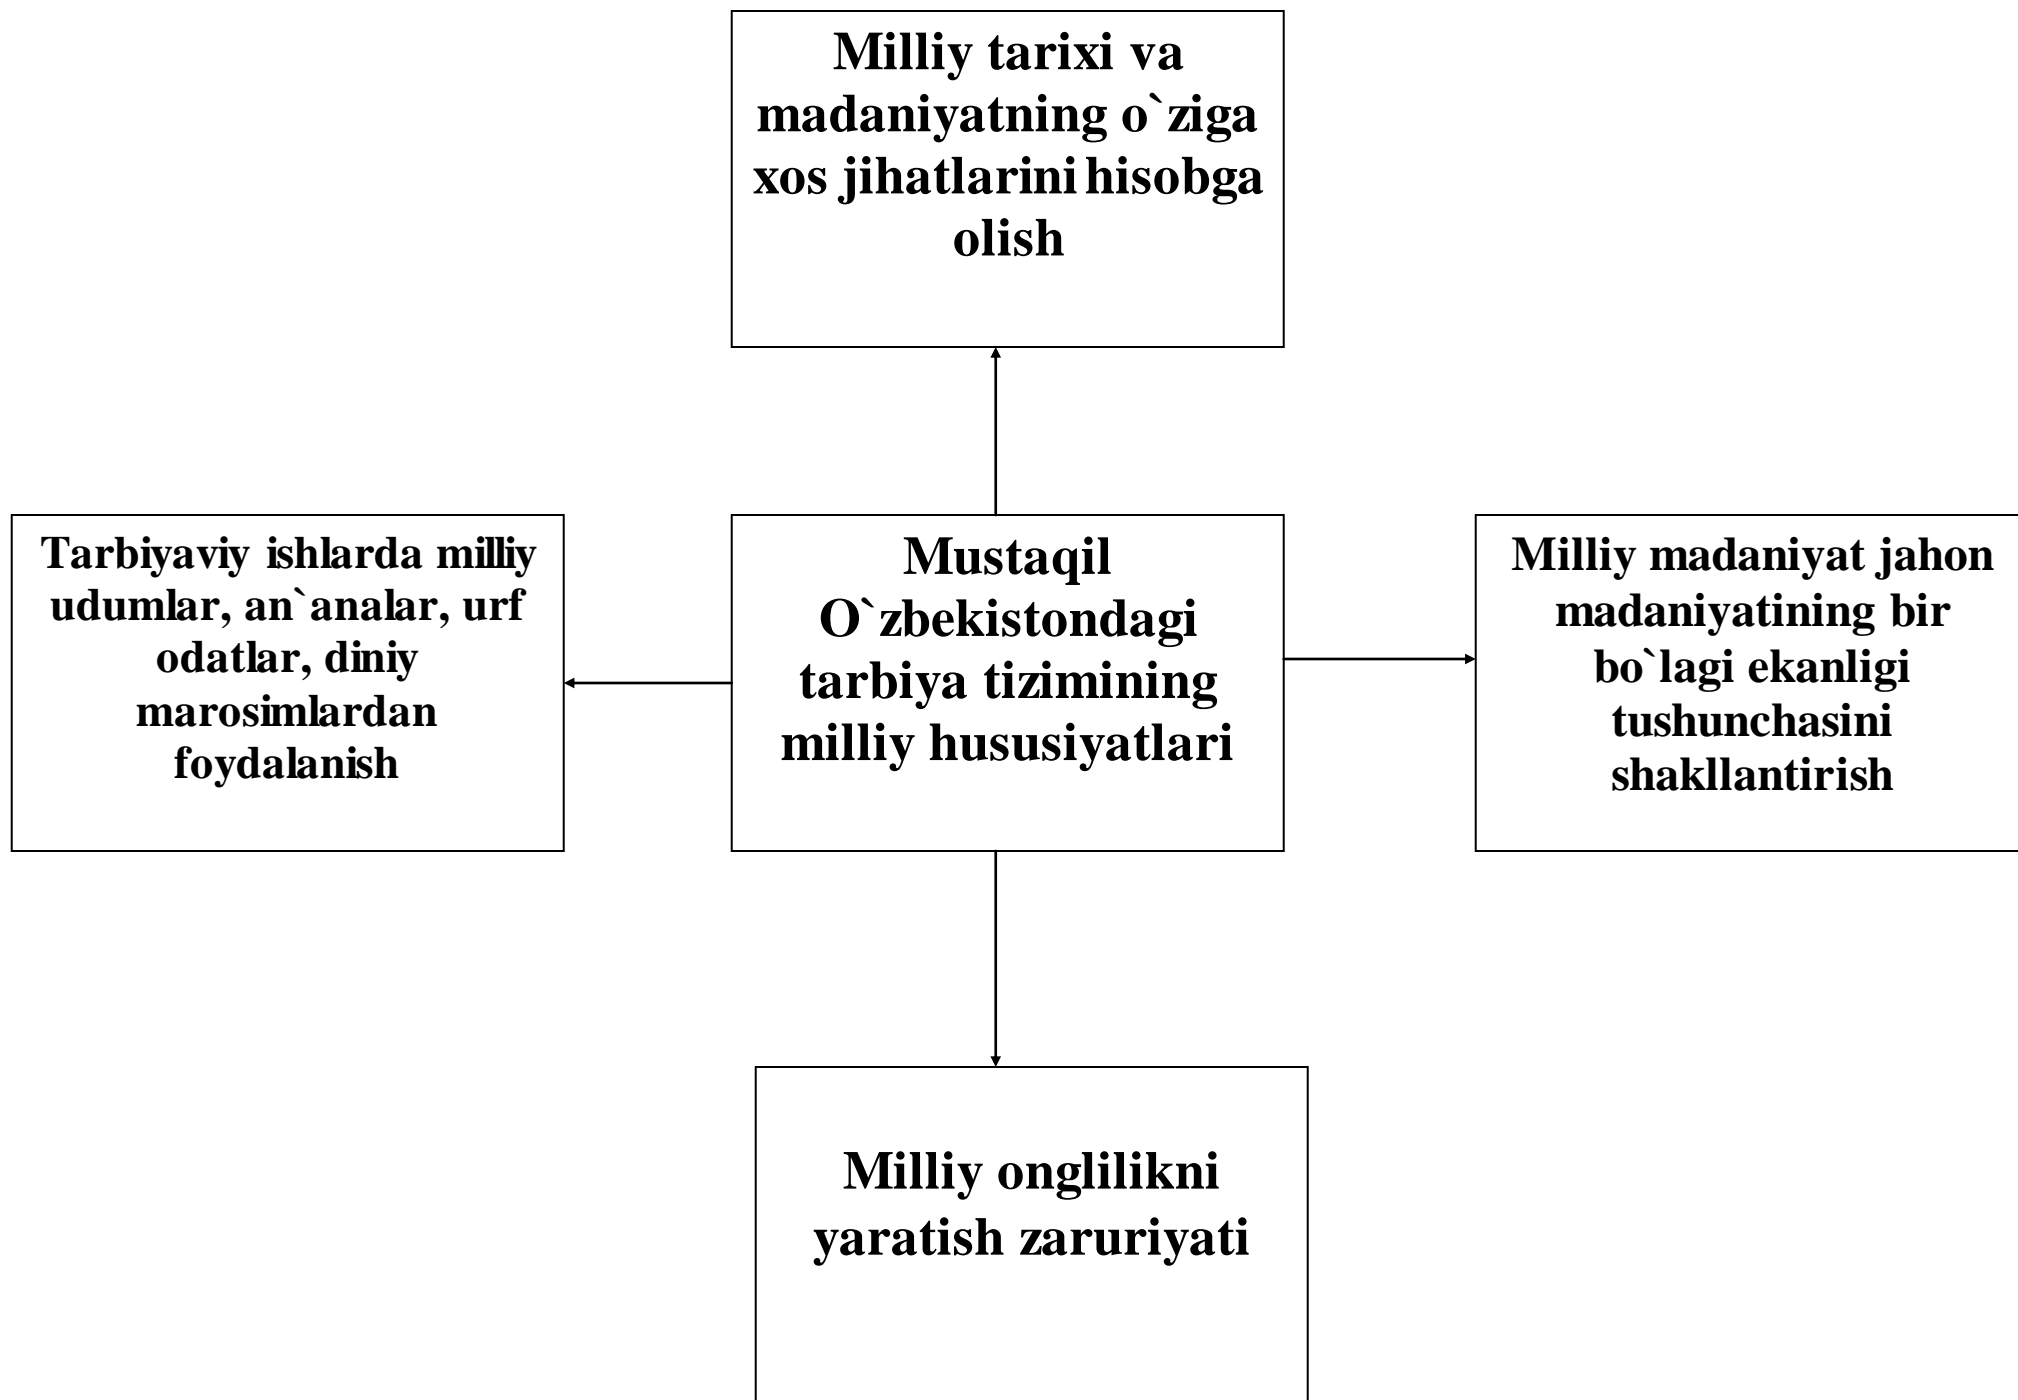 Milliy tarixi va
madaniyatning o`ziga
xos jihatlarini hisobga
olish
Tarbiyaviy ishlarda milliy
udumlar, an`analar, urf
odatlar, diniy
marosimlardan
foydalanish
Mustaqil
O`zbekistondagi
tarbiya tizimining
milliy hususiyatlari
Milliy madaniyat jahon
madaniyatining bir
bo`lagi ekanligi
tushunchasini
shakllantirish
Milliy onglilikni
yaratish zaruriyati